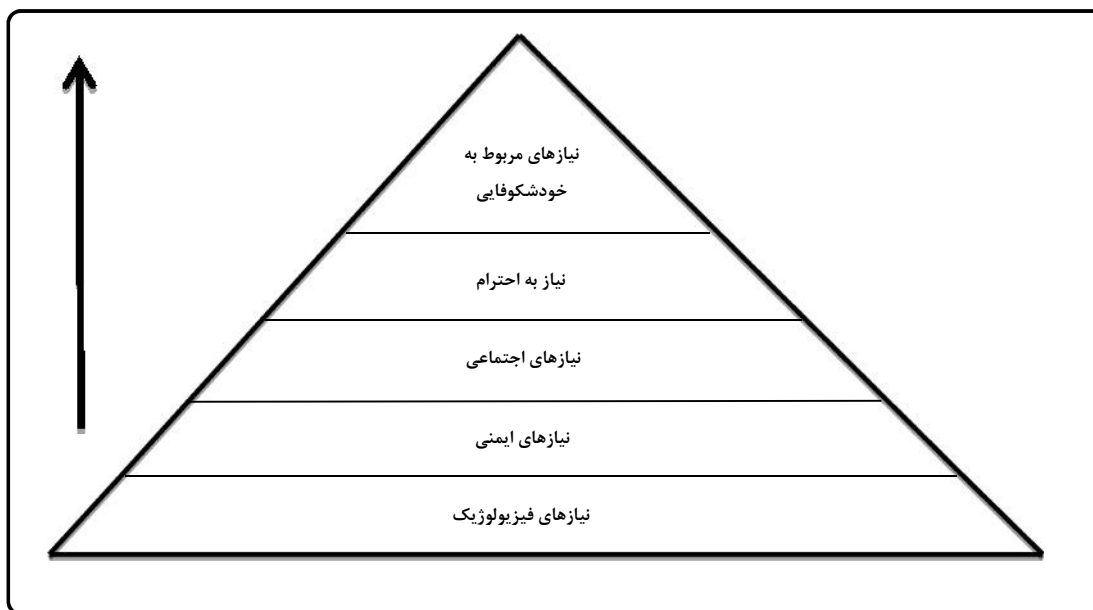 نیازهای مربوط به
خودشکوفایی
نیاز به احترام
نیازهای اجتماعی
نیازهای ایمنی
نیازهای فیزیولوژیک